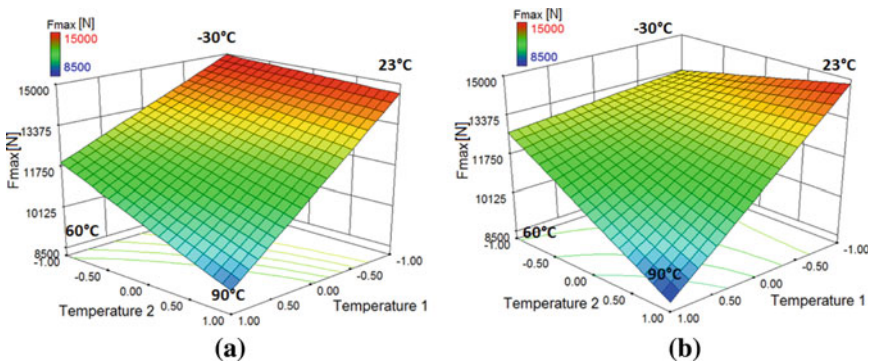 Fmax [N]
15000
8500
-30°C
23°C
15000
13375
11750
10125
8500
Fmax[N]
60°C
90°C
-1.00
-0.50
0.00
0.50
1.00
Temperature 2
-1.00
-0.50
0.00
0.50
1.00
Temperature 1
(a)
Fmax [N]
15000
8500
-30°C
23°C
15000
13375
11750
10125
8500
Fmax[N]
60°C
90°C
-1.00
-0.50
0.00
0.50
1.00
Temperature 2
-1.00
-0.50
0.00
0.50
1.00
Temperature 1
(b)